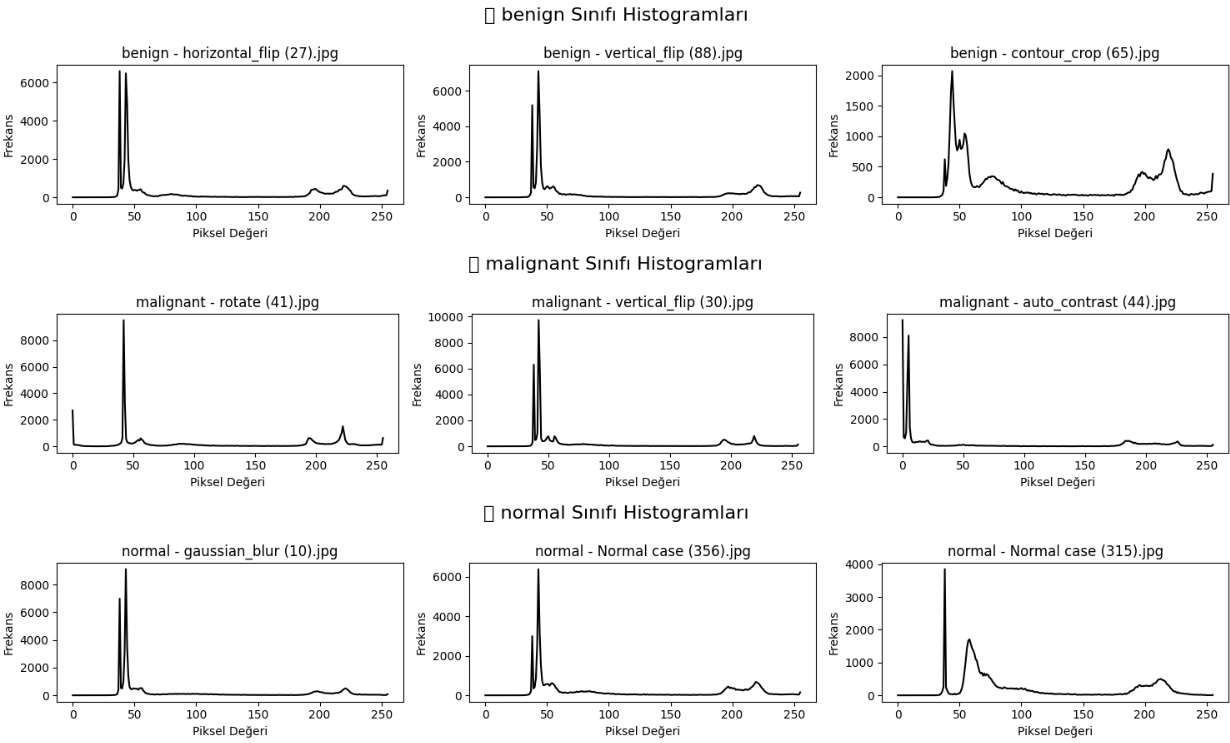 ▯ benign Sınıfı Histogramları
benign - horizontal_flip (27).jpg
benign - vertical_flip (88).jpg
benign - contour_crop (65).jpg
Frekans
6000
4000
2000
0
0 50 100 150 200 250
Piksel Değeri
Frekans
6000
4000
2000
0
0 50 100 150 200 250
Piksel Değeri
Frekans
2000
1500
1000
500
0
0 50 100 150 200 250
Piksel Değeri
▯ malignant Sınıfı Histogramları
malignant - rotate (41).jpg
malignant - vertical_flip (30).jpg
malignant - auto_contrast (44).jpg
Frekans
8000
6000
4000
2000
0
0 50 100 150 200 250
Piksel Değeri
Frekans
10000
8000
6000
4000
2000
0
0 50 100 150 200 250
Piksel Değeri
Frekans
8000
6000
4000
2000
0
0 50 100 150 200 250
Piksel Değeri
▯ normal Sınıfı Histogramları
normal - gaussian_blur (10).jpg
normal - Normal case (356).jpg
normal - Normal case (315).jpg
Frekans
8000
6000
4000
2000
0
0 50 100 150 200 250
Piksel Değeri
Frekans
6000
4000
2000
0
0 50 100 150 200 250
Piksel Değeri
Frekans
4000
3000
2000
1000
0
0 50 100 150 200 250
Piksel Değeri